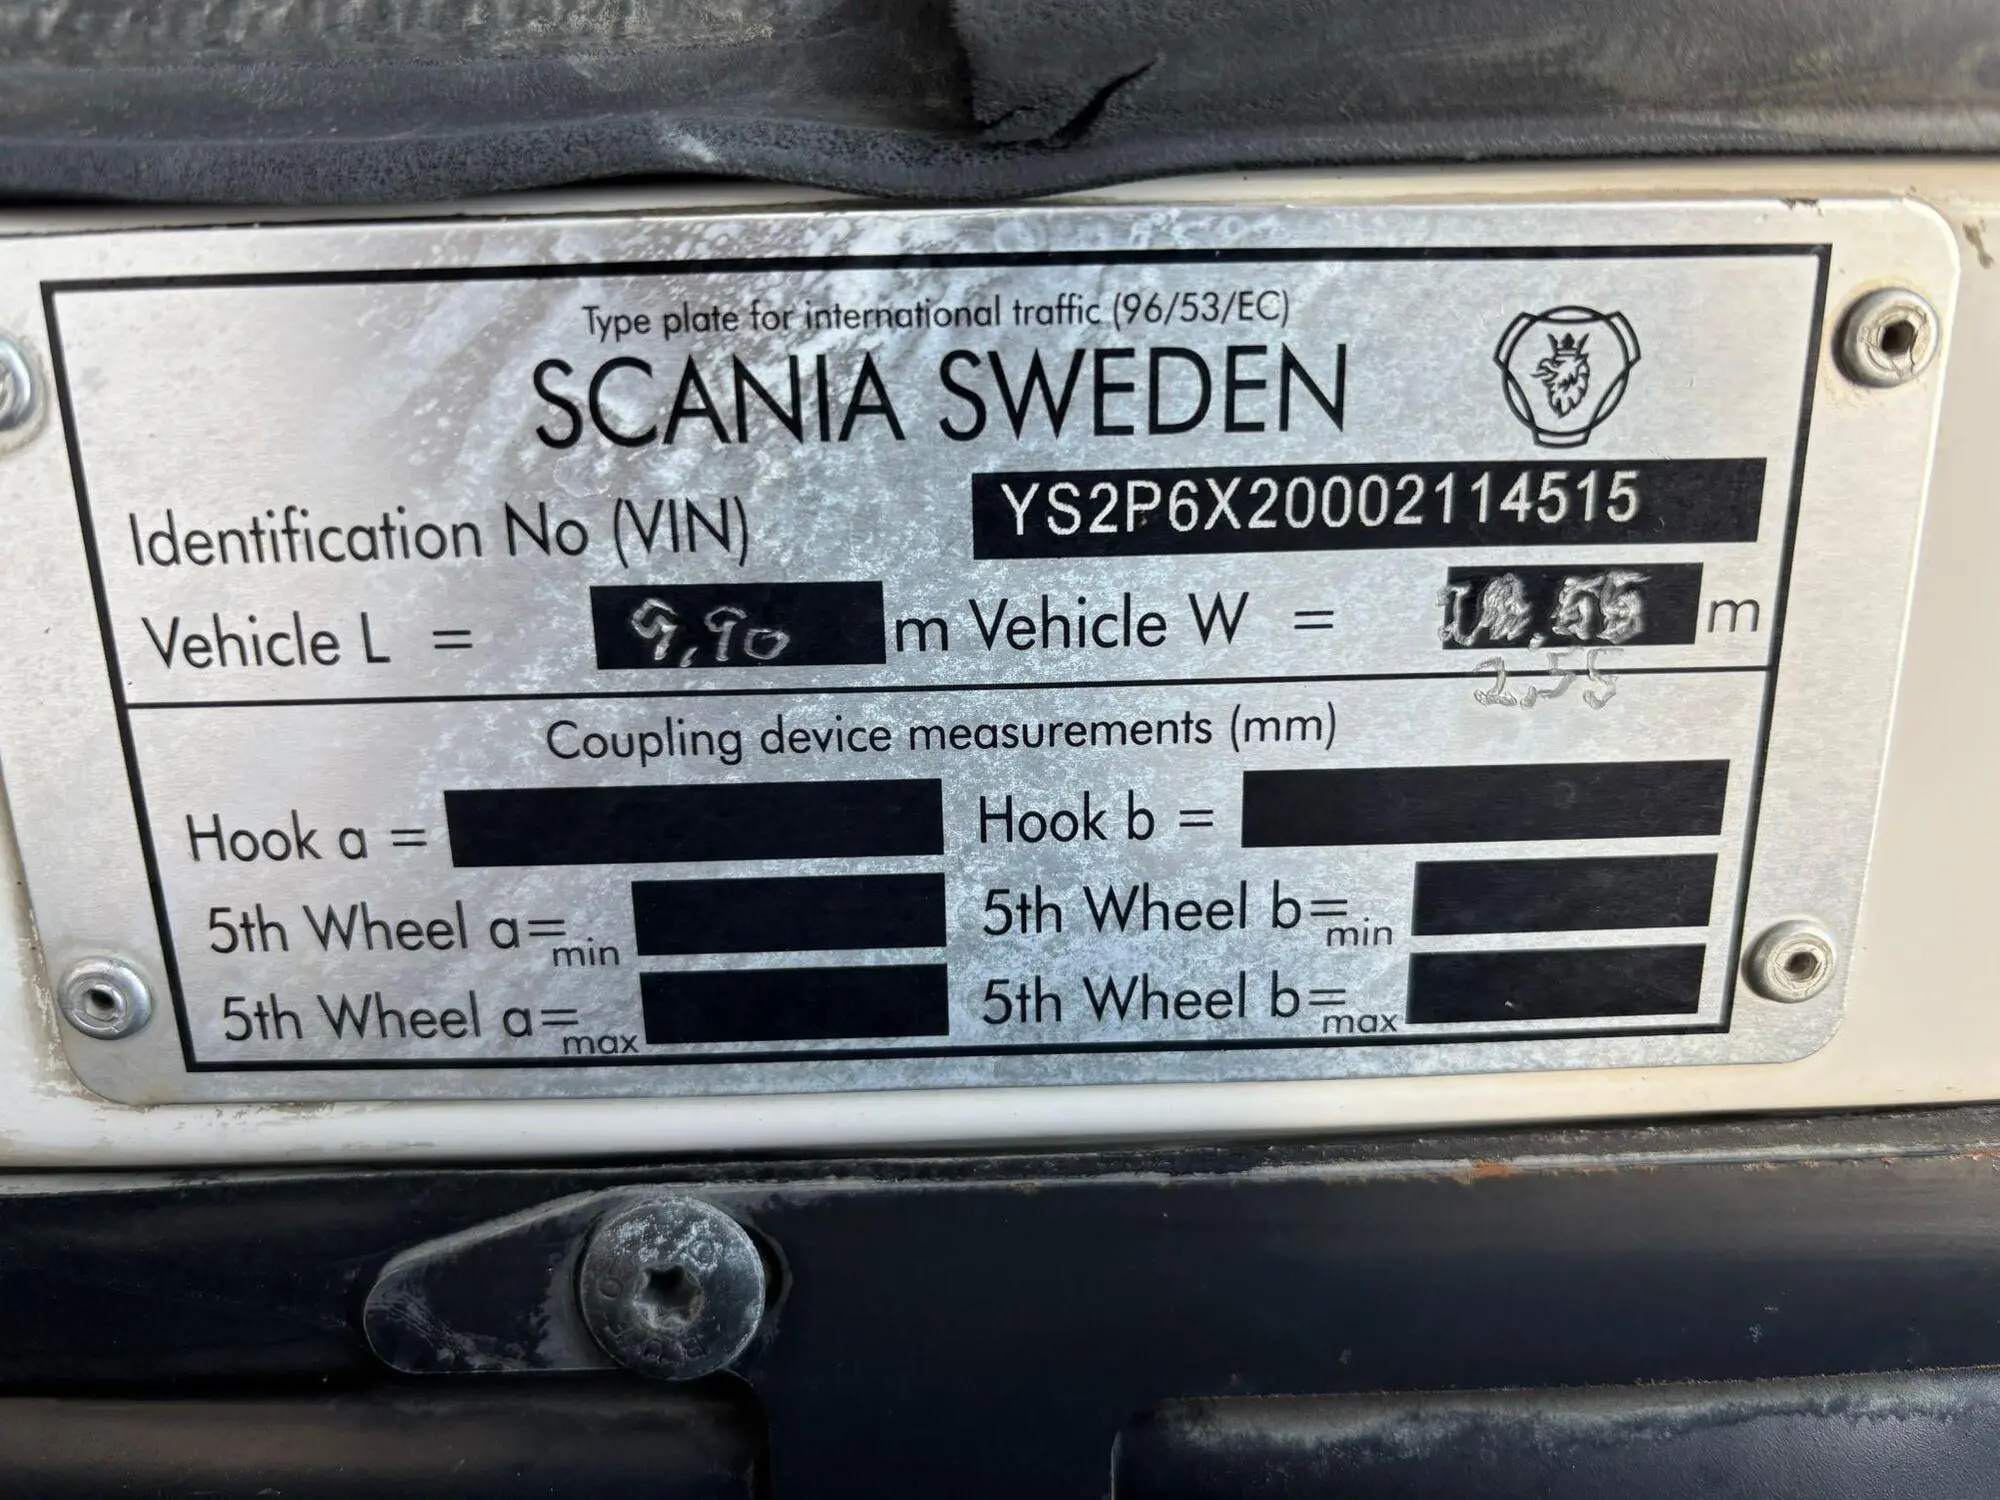 Type plate for international traffic (96/53/EC)
SCANIA SWEDEN
Identification No (VIN) YS2P6X20002114515
Vehicle L = 9,90 m Vehicle W = m
2,55
Coupling device measurements (mm)
Hook a = Hook b =
5th Wheel a= min 5th Wheel b= min
5th Wheel a= max 5th Wheel b= max